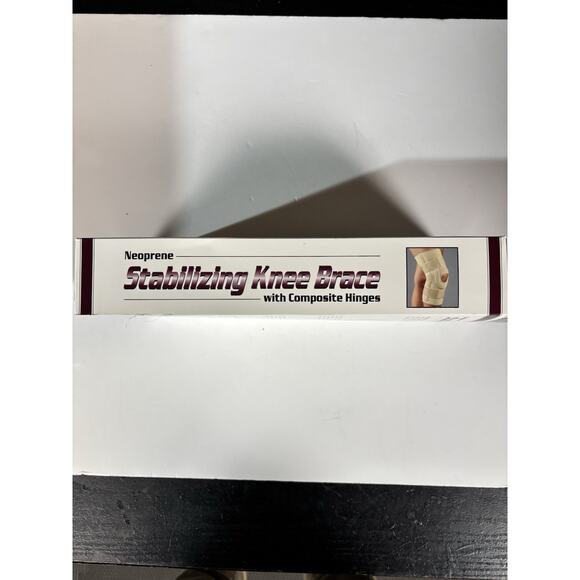 Neoprene
Stabilizing Knee Brace
with Composite Hinges